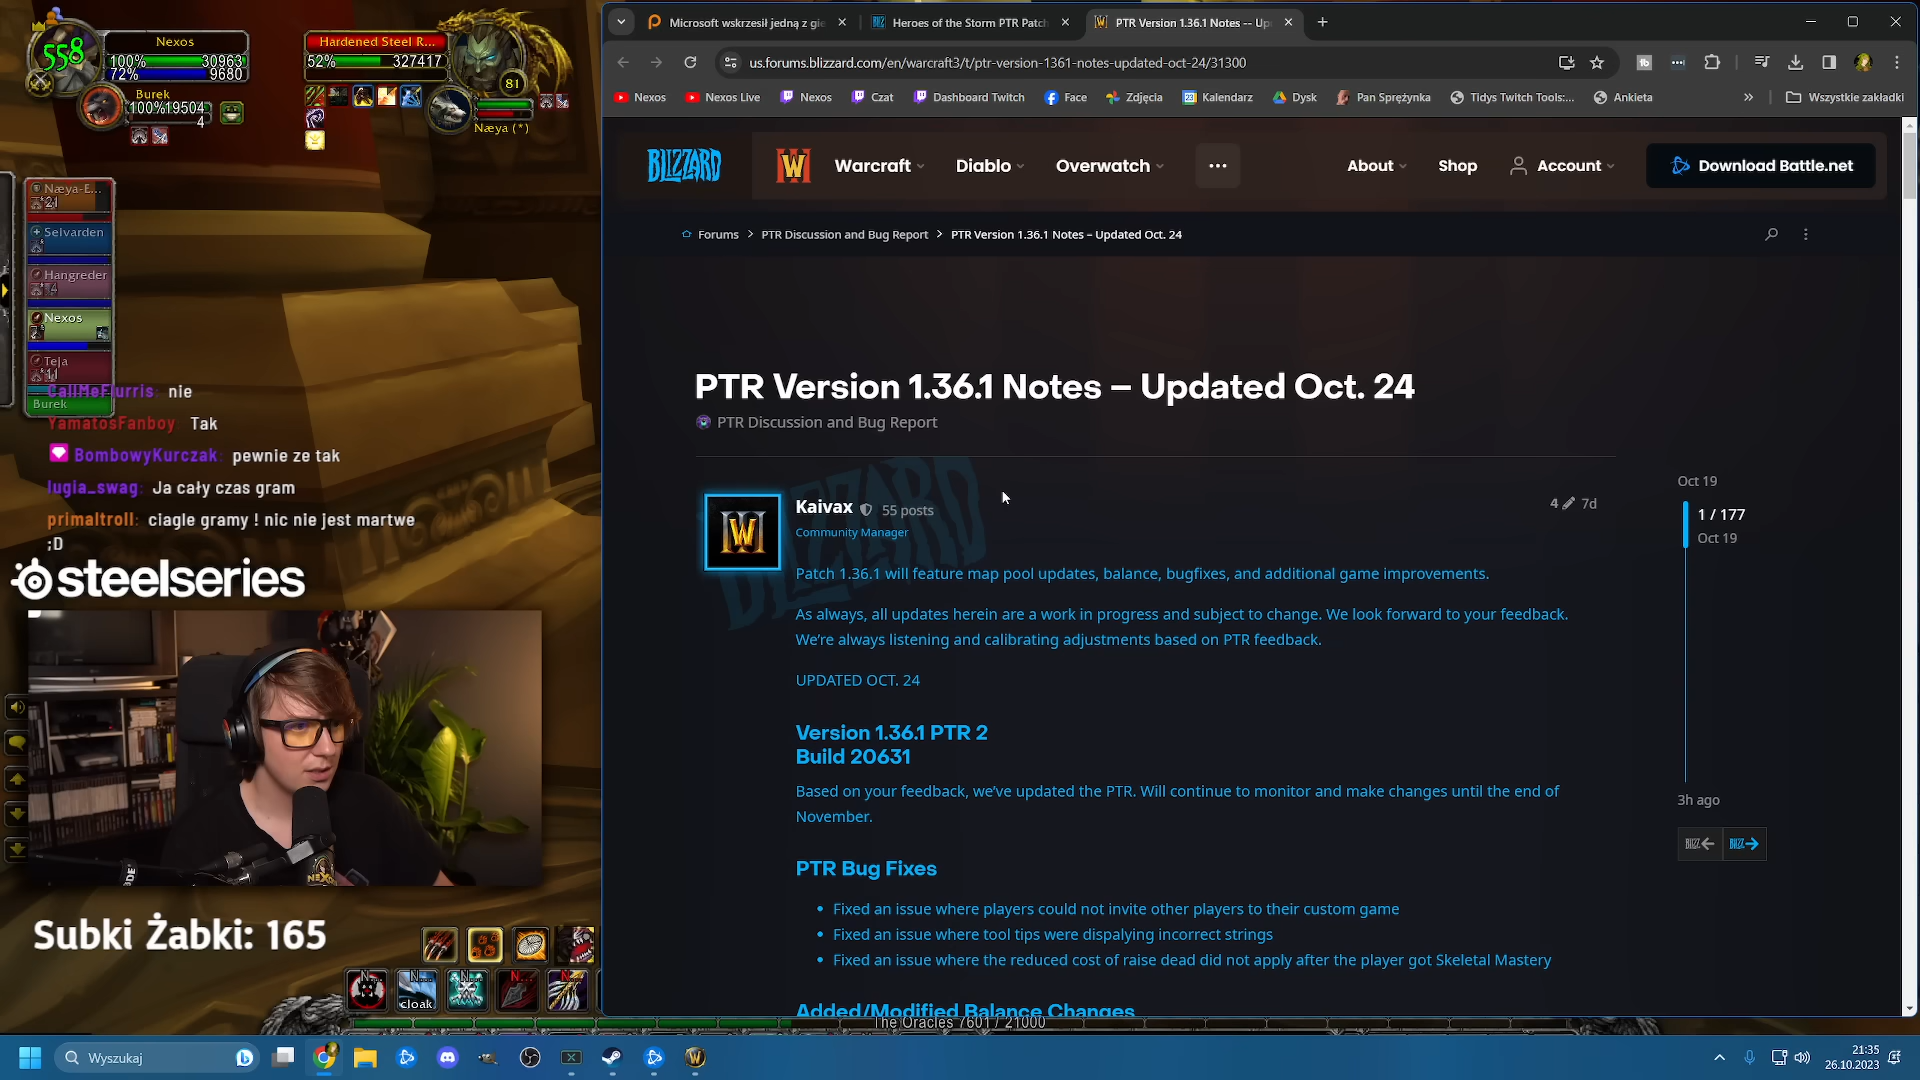 558
Nexos
100% 30963
72% 9680
Burek
100%19504
4
Hardened Steel R...
52% 327417
81
Næya (*)
Næya-E...
21
Selvarden
Hangreder
Nexos
Teja
Burek
CallMeFlurris: nie
YamatosFanboy Tak
BombowyKurczak: pewnie ze tak
lugia_swag: Ja cały czas gram
primaltroll: ciagle gramy ! nic nie jest martwe
;D
steelseries
NEXOS
Subki Żabki: 165
cloak
The Oracles 7601 / 21000
Microsoft wskrzesił jedną z gie
Heroes of the Storm PTR Patch
PTR Version 1.36.1 Notes -- Up
us.forums.blizzard.com/en/warcraft3/t/ptr-version-1361-notes-updated-oct-24/31300
Nexos
Nexos Live
Nexos
Czat
Dashboard Twitch
Face
Zdjęcia
Kalendarz
Dysk
Pan Sprężynka
Tidys Twitch Tools:...
Ankieta
»
Wszystkie zakładki
BLIZZARD
Warcraft
Diablo
Overwatch
...
About
Shop
Account
Download Battle.net
Forums > PTR Discussion and Bug Report > PTR Version 1.36.1 Notes – Updated Oct. 24
PTR Version 1.36.1 Notes – Updated Oct. 24
PTR Discussion and Bug Report
BLIZZARD
Kaivax 55 posts
Community Manager
4 7d
Patch 1.36.1 will feature map pool updates, balance, bugfixes, and additional game improvements.
As always, all updates herein are a work in progress and subject to change. We look forward to your feedback.
We're always listening and calibrating adjustments based on PTR feedback.
UPDATED OCT. 24
Version 1.36.1 PTR 2
Build 20631
Based on your feedback, we've updated the PTR. Will continue to monitor and make changes until the end of
November.
PTR Bug Fixes
• Fixed an issue where players could not invite other players to their custom game
• Fixed an issue where tool tips were dispalying incorrect strings
• Fixed an issue where the reduced cost of raise dead did not apply after the player got Skeletal Mastery
Added/Modified Balance Changes
Oct 19
1 / 177
Oct 19
3h ago
BLIZZ
BLIZZ
Wyszukaj
21:35
26.10.2023